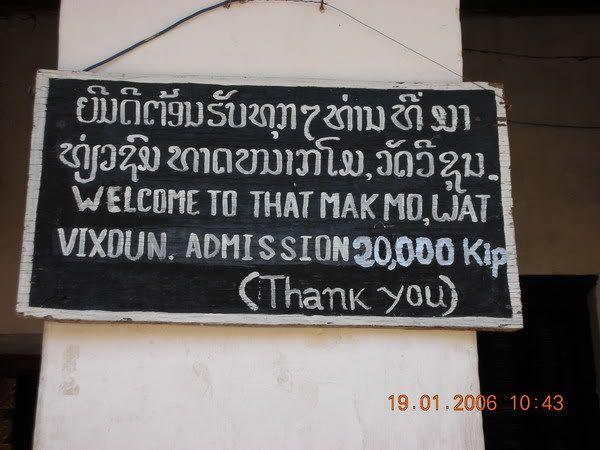 ຍິນດີຕ້ອນຮັບທຸກໆທ່ານທີ່ມາ
ທ່ຽວຊົມທາດໝາກໂມ, ວັດວິຊຸນ.
WELCOME TO THAT MAK MO, WAT
VIXOUN. ADMISSION 20,000 Kip
(Thank you)
19.01.2006 10:43